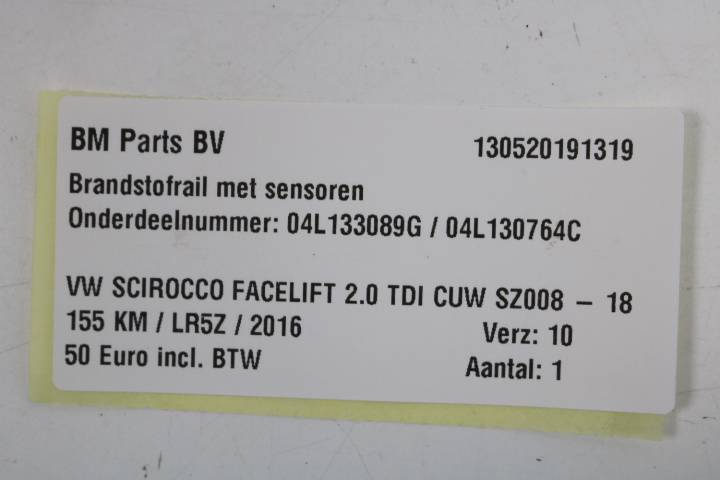 BM Parts BV 130520191319
Brandstofrail met sensoren
Onderdeelnummer: 04L133089G / 04L130764C
VW SCIROCCO FACELIFT 2.0 TDI CUW SZ008 – 18
155 KM / LR5Z / 2016 Verz: 10
50 Euro incl. BTW Aantal: 1